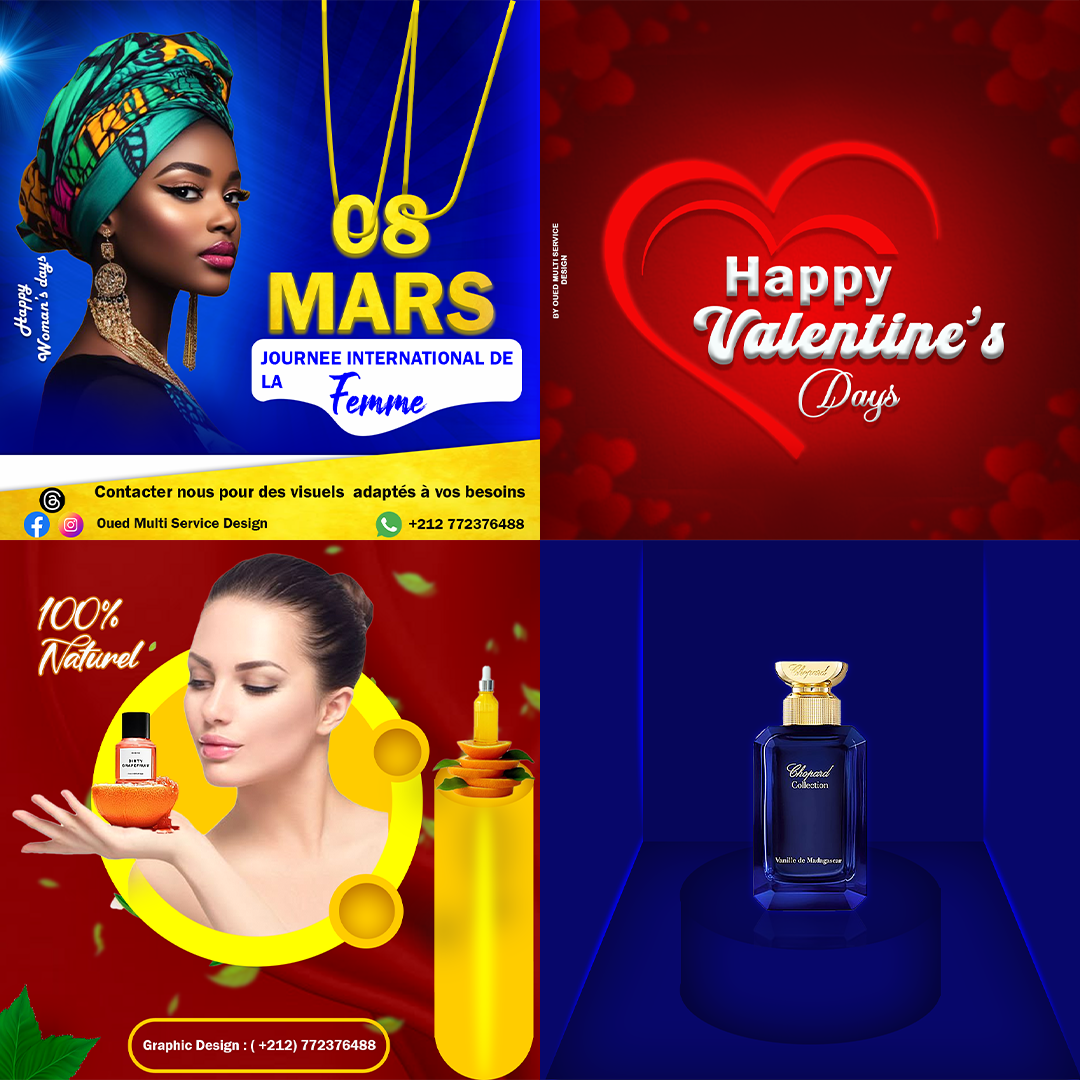 Happy
Woman's days
08
MARS
JOURNEE INTERNATIONAL DE
LA
Femme
Contacter nous pour des visuels adaptés à vos besoins
Oued Multi Service Design
+212 772376488
BY OUED MULTI SERVICE
DESIGN
Happy
Valentine's
Days
100%
Naturel
DIRTY
GRAPEFRUIT
Graphic Design : ( +212) 772376488
Chopard
Chopard
Collection
Vanille de Madagascar